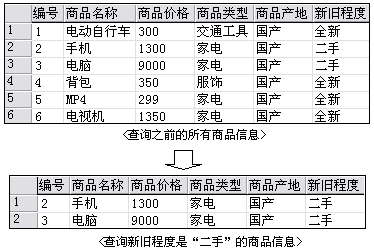 编号 商品名称 商品价格 商品类型 商品产地 新旧程度
1 1 电动自行车 300 交通工具 国产 全新
2 2 手机 1300 家电 国产 二手
3 3 电脑 9000 家电 国产 二手
4 4 背包 350 服饰 国产 全新
5 5 MP4 299 家电 国产 全新
6 6 电视机 1350 家电 国产 全新
<查询之前的所有商品信息>
编号 商品名称 商品价格 商品类型 商品产地 新旧程度
1 2 手机 1300 家电 国产 二手
2 3 电脑 9000 家电 国产 二手
<查询新旧程度是“二手”的商品信息>